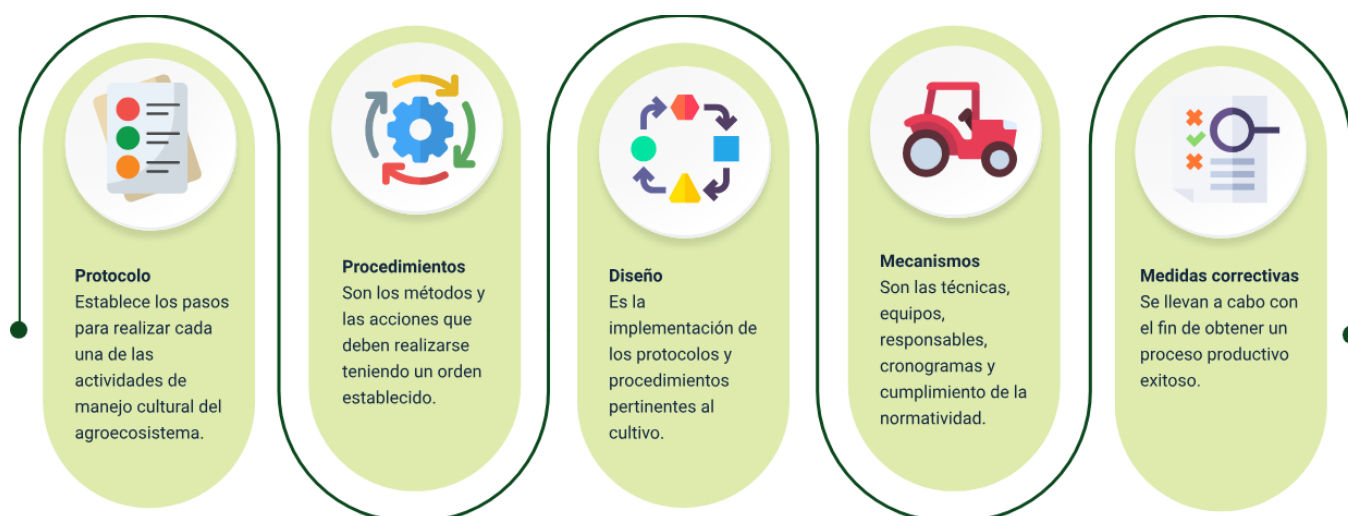 Protocolo
Establece los pasos
para realizar cada
una de las
actividades de
manejo cultural del
agroecosistema.
Procedimientos
Son los métodos y
las acciones que
deben realizarse
teniendo un orden
establecido.
Diseño
Es la
implementación de
los protocolos y
procedimientos
pertinentes al
cultivo.
Mecanismos
Son las técnicas,
equipos,
responsables,
cronogramas y
cumplimiento de la
normatividad.
Medidas correctivas
Se llevan a cabo con
el fin de obtener un
proceso productivo
exitoso.